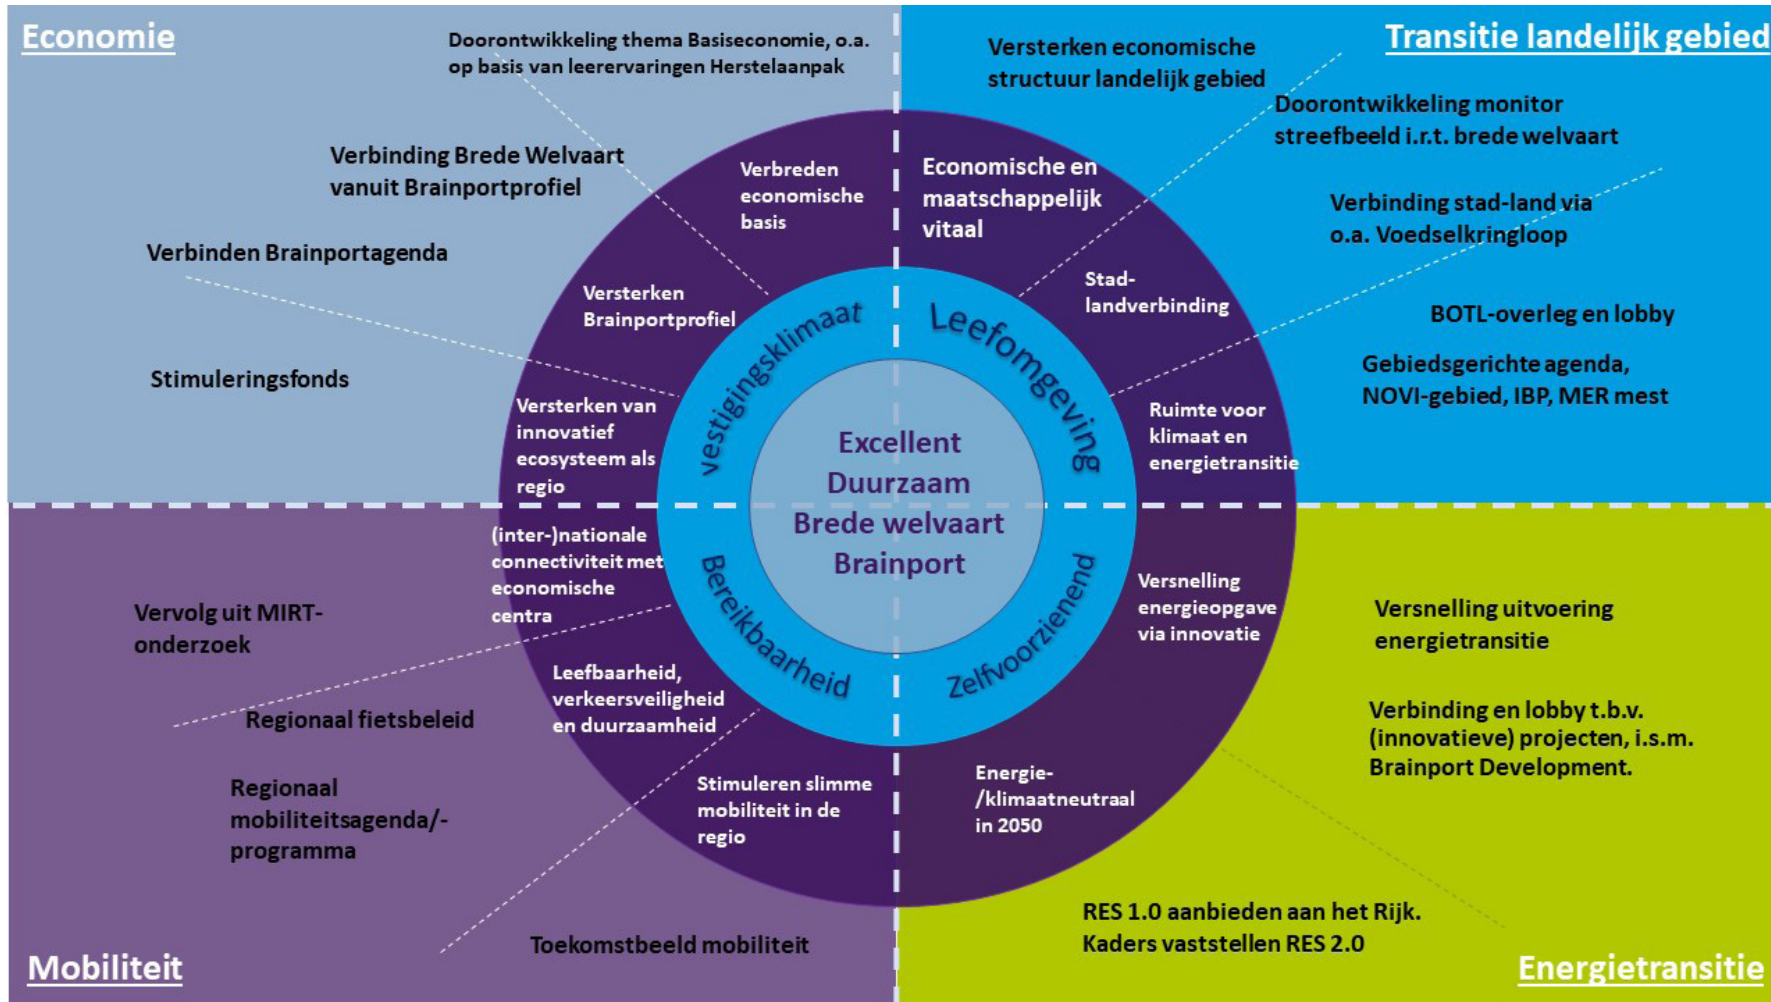 Economie
Doorontwikkeling thema Basiseconomie, o.a.
op basis van leerervaringen Herstelaanpak
Verbinding Brede Welvaart
vanuit Brainportprofiel
Verbinden Brainportagenda
Stimuleringsfonds
Verbreden
economische
basis
Versterken
Brainportprofiel
Versterken van
innovatief
ecosysteem als
regio
Transitie landelijk gebied
Versterken economische
structuur landelijk gebied
Doorontwikkeling monitor
streefbeeld i.r.t. brede welvaart
Verbinding stad-land via
o.a. Voedselkringloop
BOTL-overleg en lobby
Gebiedsgerichte agenda,
NOVI-gebied, IBP, MER mest
Economische en
maatschappelijk
vitaal
Stad-
landverbinding
Ruimte voor
klimaat en
energietransitie
vestigingsklimaat
Leefomgeving
Excellent
Duurzaam
Brede welvaart
Brainport
Bereikbaarheid
Zelfvoorzienend
(inter-)nationale
connectiviteit met
economische
centra
Leefbaarheid,
verkeersveiligheid
en duurzaamheid
Stimuleren slimme
mobiliteit in de
regio
Vervolg uit MIRT-
onderzoek
Regionaal fietsbeleid
Regionaal
mobiliteitsagenda/-
programma
Toekomstbeeld mobiliteit
Mobiliteit
Versnelling
energieopgave
via innovatie
Energie-
/klimaatneutraal
in 2050
Versnelling uitvoering
energietransitie
Verbinding en lobby t.b.v.
(innovatieve) projecten, i.s.m.
Brainport Development.
RES 1.0 aanbieden aan het Rijk.
Kaders vaststellen RES 2.0
Energietransitie